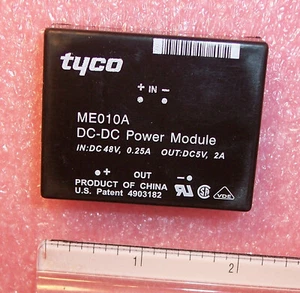 tyco
+ IN −
ME010A
DC-DC Power Module
IN:DC48V, 0.25A OUT:DC5V, 2A
+ OUT −
PRODUCT OF CHINA
U.S. Patent 4903182
VDE
1 2